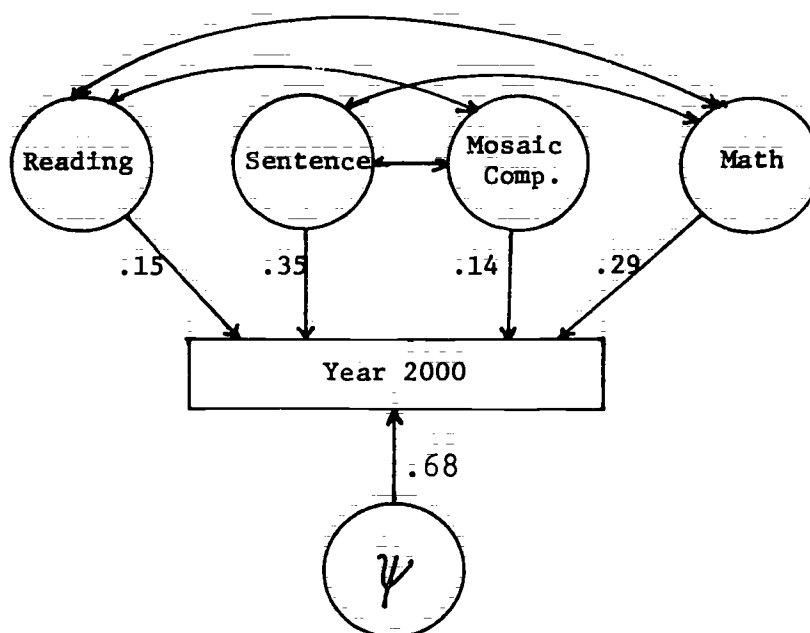 Reading
Sentence
Mosaic
Comp.
Math
.15
.35
.14
.29
Year 2000
.68
ψ